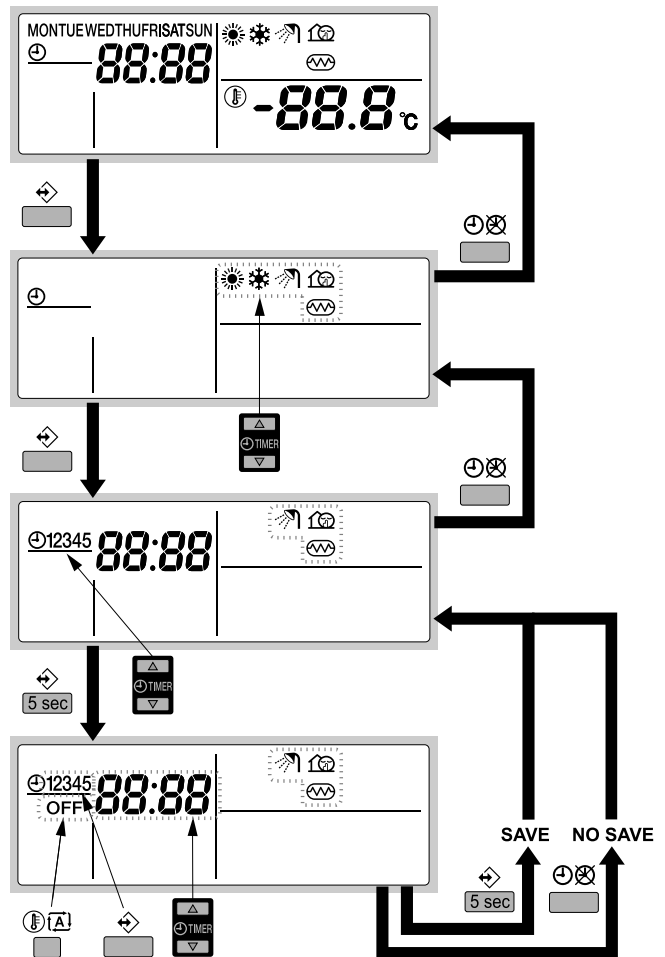 MONTUEWEDTHUFRISATSUN
88:88
-88.8 °C
TIMER
12345 88:88
5 sec
TIMER
12345 88:88
OFF
SAVE NO SAVE
5 sec
A
TIMER